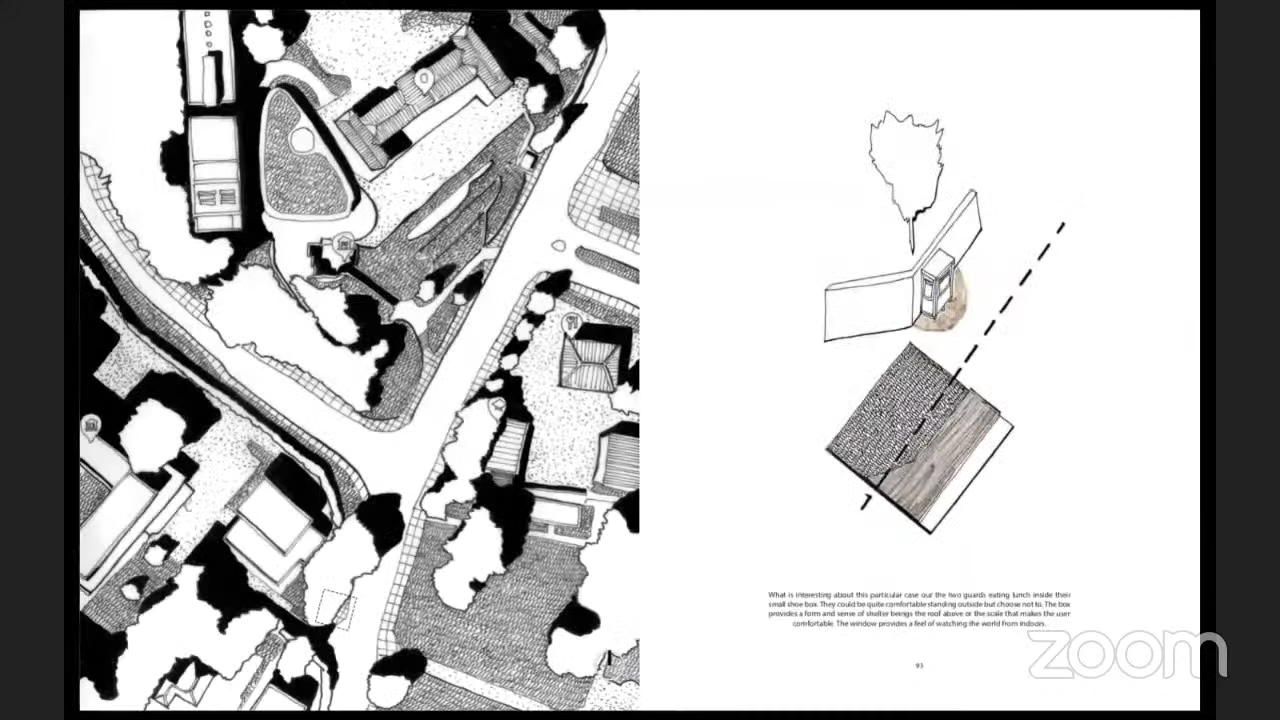 What is interesting about this particular case our the two guards eating lunch inside their
small shoe box. They could be quite comfortable standing outside but choose not to. The box
provides a form and sense of shelter beings the roof above or the scale that makes the user
comfortable. The window provides a feel of watching the world from indoors.
93
zoom